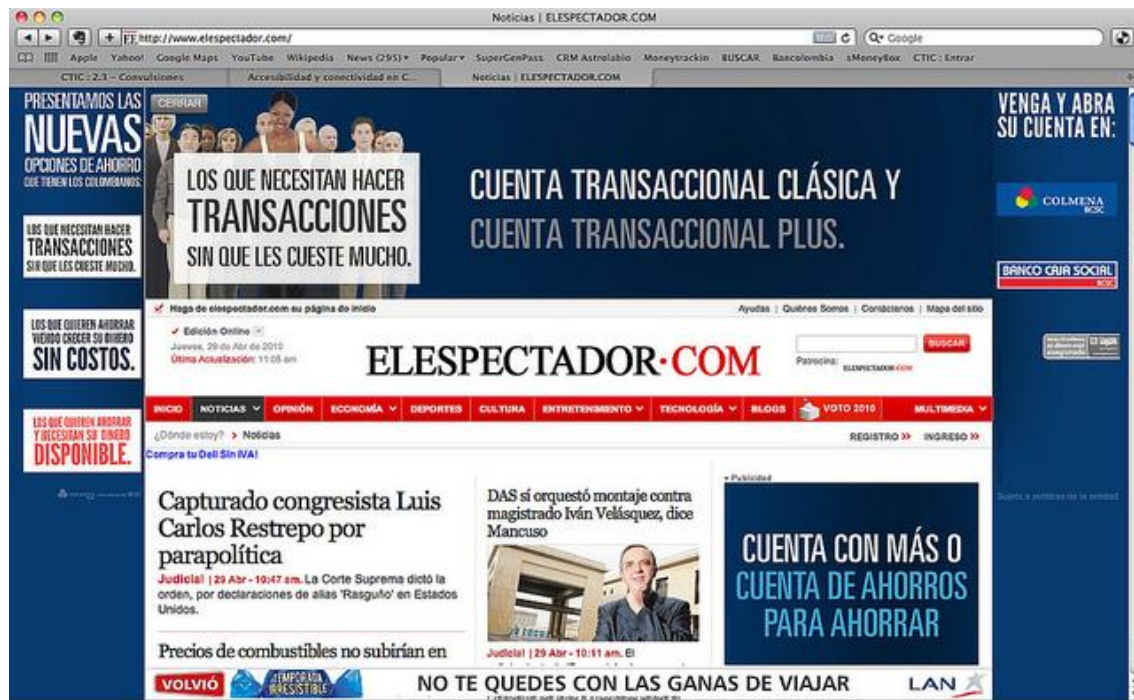 Noticias | ELESPECTADOR.COM
http://www.elespectador.com/
Google
Apple Yahoo! Google Maps YouTube Wikipedia News (295) Popular SuperGenPass CRM Astrolabio Moneytrackin BUSCAR Bancolombia sMoneyBox CTIC : Entrar
CTIC : 2.3 – Convulsiones Accesibilidad y conectividad en C... Noticias | ELESPECTADOR.COM
PRESENTAMOS LAS
NUEVAS
OPCIONES DE AHORRO
QUE TIENEN LOS COLOMBIANOS:
LOS QUE NECESITAN HACER
TRANSACCIONES
SIN QUE LES CUESTE MUCHO.
LOS QUE QUIEREN AHORRAR
VIENDO CRECER SU DINERO
SIN COSTOS.
LOS QUE QUIEREN AHORRAR
Y NECESITAN SU DINERO
DISPONIBLE.
CERRAR
LOS QUE NECESITAN HACER
TRANSACCIONES
SIN QUE LES CUESTE MUCHO.
CUENTA TRANSACCIONAL CLÁSICA Y
CUENTA TRANSACCIONAL PLUS.
VENGA Y ABRA
SU CUENTA EN:
COLMENA
BCSC
BANCO CAJA SOCIAL
BCSC
Sujeto a políticas de la entidad
Haga de elespectador.com su página de inicio
Ayudas | Quiénes Somos | Contáctenos | Mapa del sitio
Edición Online
Jueves, 29 de Abr de 2010
Última Actualización: 11:05 am
ELESPECTADOR·COM
BUSCAR
Patrocina: ELESPECTADOR·COM
INICIO NOTICIAS OPINIÓN ECONOMÍA DEPORTES CULTURA ENTRETENIMIENTO TECNOLOGÍA BLOGS VOTO 2010 MULTIMEDIA
¿Dónde estoy? > Noticias
REGISTRO » INGRESO »
Compra tu Dell Sin IVA!
Capturado congresista Luis
Carlos Restrepo por
parapolítica
Judicial | 29 Abr - 10:47 am. La Corte Suprema dictó la
orden, por declaraciones de alias 'Rasguño' en Estados
Unidos.
Precios de combustibles no subirían en
DAS sí orquestó montaje contra
magistrado Iván Velásquez, dice
Mancuso
Judicial | 29 Abr - 10:11 am. El
Publicidad
CUENTA CON MÁS O
CUENTA DE AHORROS
PARA AHORRAR
VOLVIÓ
TEMPORADA
IRRESISTIBLE
NO TE QUEDES CON LAS GANAS DE VIAJAR
LAN